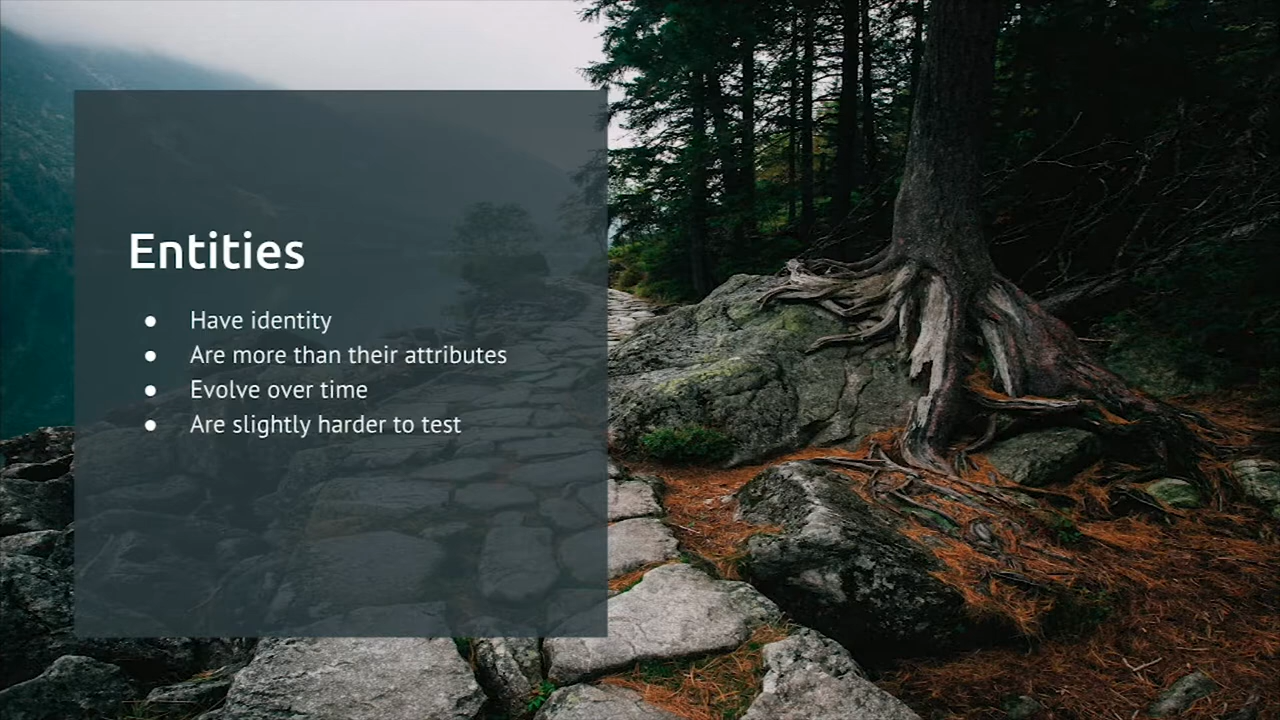 Entities
● Have identity
● Are more than their attributes
● Evolve over time
● Are slightly harder to test